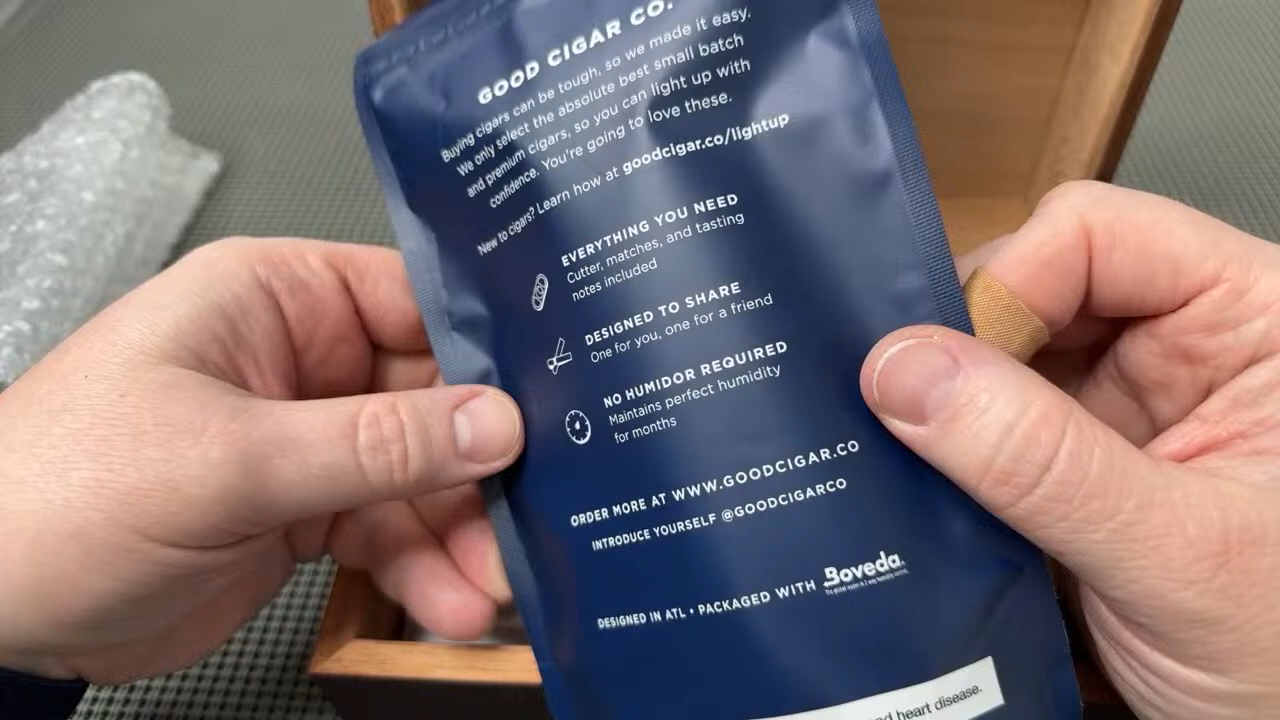 GOOD CIGAR CO.
Buying cigars can be tough, so we made it easy.
We only select the absolute best small batch
and premium cigars, so you can light up with
confidence. You're going to love these.
New to cigars? Learn how at goodcigar.co/lightup
EVERYTHING YOU NEED
Cutter, matches, and tasting
notes included
DESIGNED TO SHARE
One for you, one for a friend
NO HUMIDOR REQUIRED
Maintains perfect humidity
for months
ORDER MORE AT WWW.GOODCIGAR.CO
INTRODUCE YOURSELF @GOODCIGARCO
DESIGNED IN ATL • PACKAGED WITH Boveda.
heart disease.